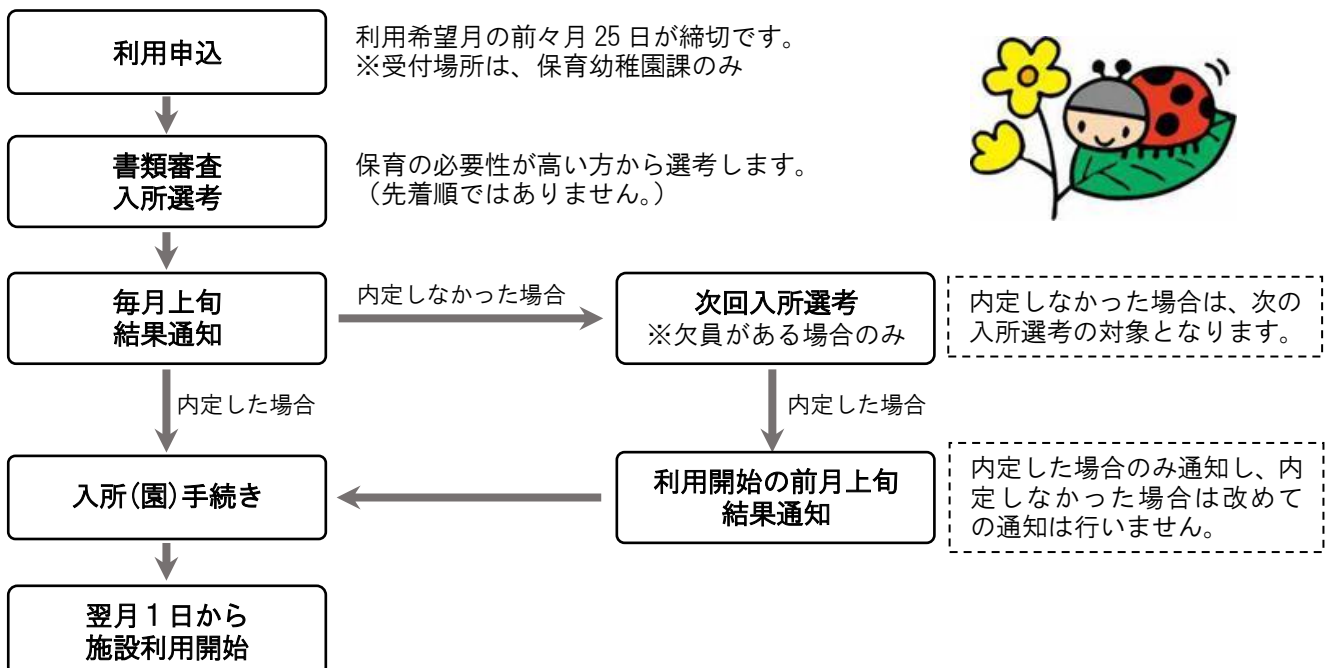 利用申込
利用希望月の前々月25日が締切です。
※受付場所は、保育幼稚園課のみ
書類審査
入所選考
保育の必要性が高い方から選考します。
（先着順ではありません。）
毎月上旬
結果通知
内定しなかった場合
次回入所選考
※欠員がある場合のみ
内定しなかった場合は、次の
入所選考の対象となります。
内定した場合
内定した場合
入所(園)手続き
利用開始の前月上旬
結果通知
内定した場合のみ通知し、内
定しなかった場合は改めて
の通知は行いません。
翌月1日から
施設利用開始